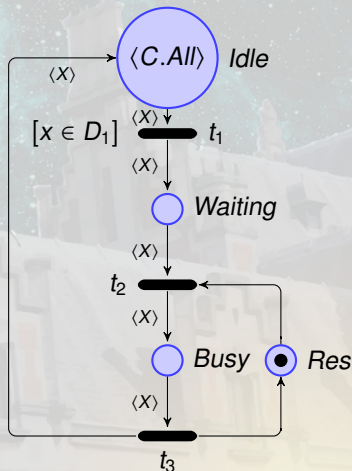 ⟨C.All⟩ Idle
⟨X⟩
⟨X⟩
[x ∈ D₁] t₁
⟨X⟩
Waiting
⟨X⟩
t₂
⟨X⟩
Busy Res
⟨X⟩
t₃